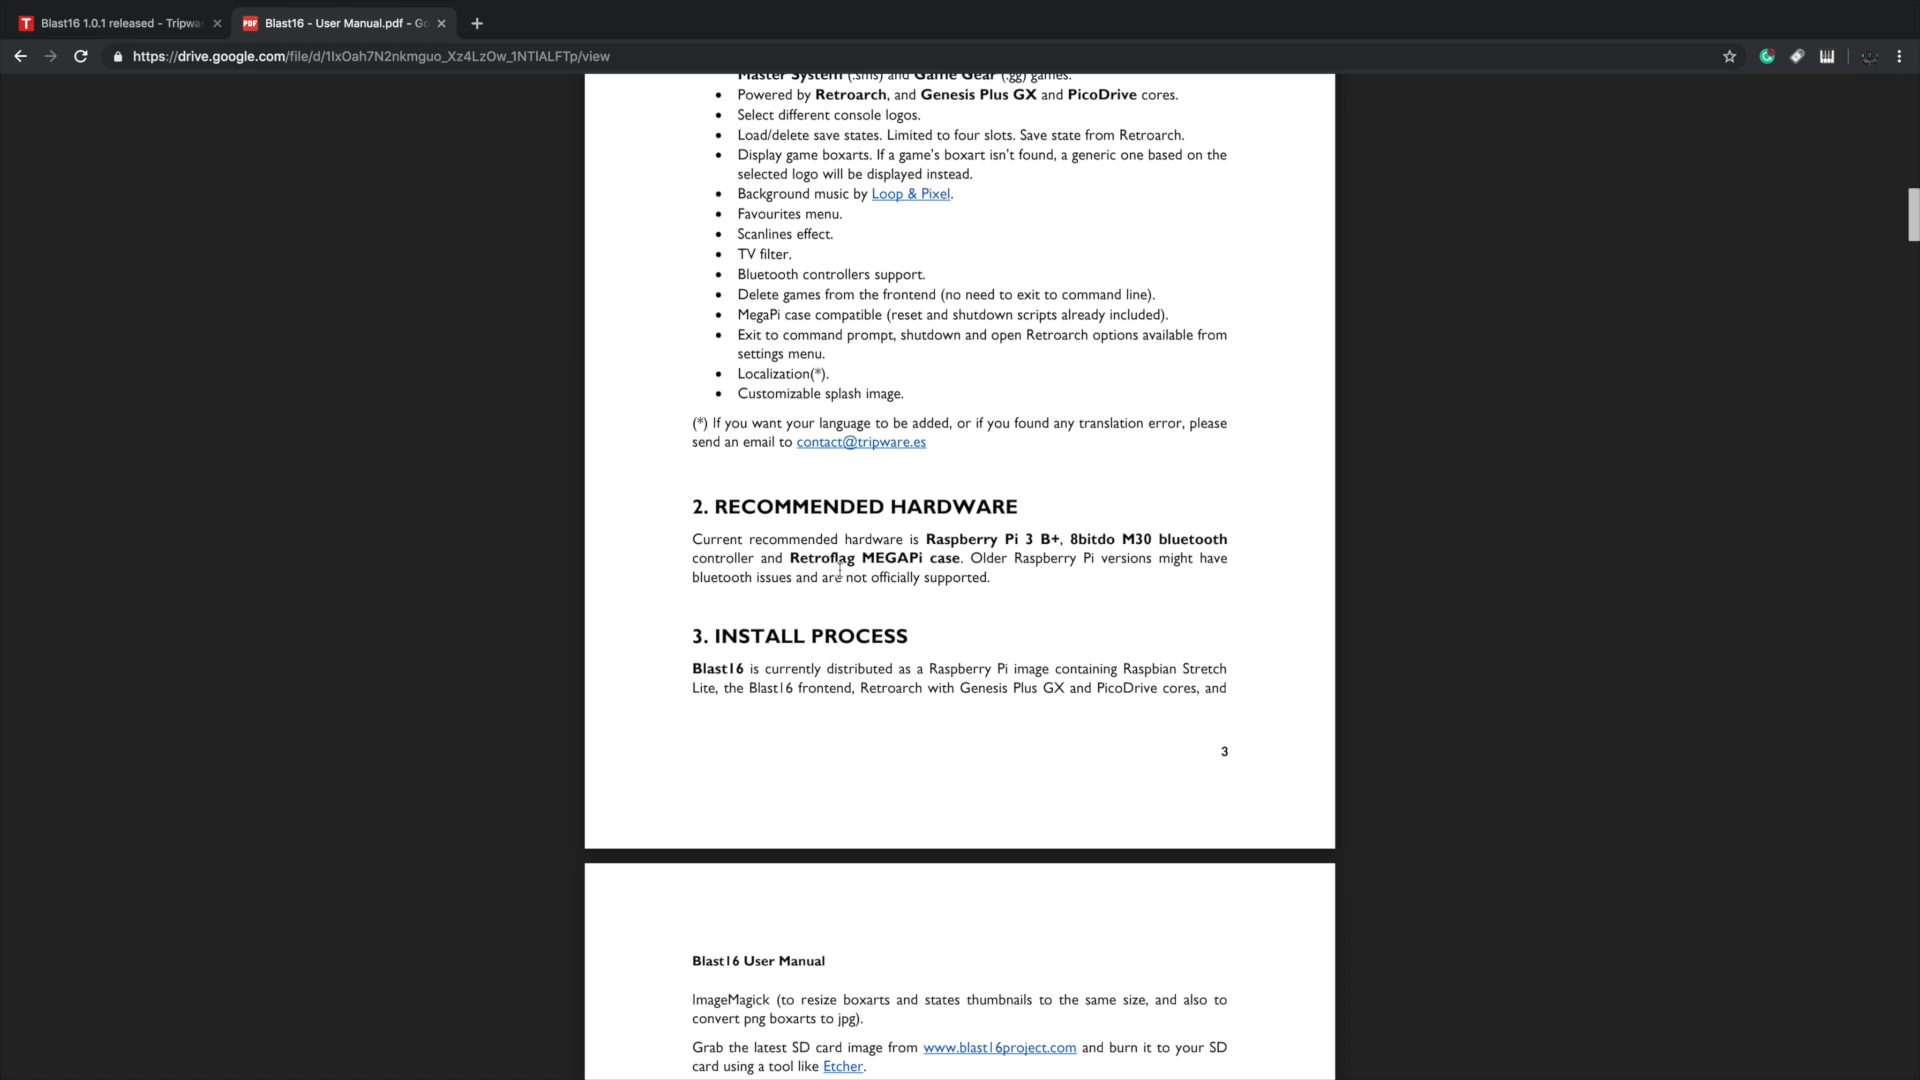 Blast16 1.0.1 released - Tripwa
Blast16 - User Manual.pdf - Go
https://drive.google.com/file/d/1IxOah7N2nkmguo_Xz4LzOw_1NTIALFTp/view
Master System (.sms) and Game Gear (.gg) games.
• Powered by Retroarch, and Genesis Plus GX and PicoDrive cores.
• Select different console logos.
• Load/delete save states. Limited to four slots. Save state from Retroarch.
• Display game boxarts. If a game's boxart isn't found, a generic one based on the
selected logo will be displayed instead.
• Background music by Loop & Pixel.
• Favourites menu.
• Scanlines effect.
• TV filter.
• Bluetooth controllers support.
• Delete games from the frontend (no need to exit to command line).
• MegaPi case compatible (reset and shutdown scripts already included).
• Exit to command prompt, shutdown and open Retroarch options available from
settings menu.
• Localization(*).
• Customizable splash image.
(*) If you want your language to be added, or if you found any translation error, please
send an email to contact@tripware.es
2. RECOMMENDED HARDWARE
Current recommended hardware is Raspberry Pi 3 B+, 8bitdo M30 bluetooth
controller and Retroflag MEGAPi case. Older Raspberry Pi versions might have
bluetooth issues and are not officially supported.
3. INSTALL PROCESS
Blast16 is currently distributed as a Raspberry Pi image containing Raspbian Stretch
Lite, the Blast16 frontend, Retroarch with Genesis Plus GX and PicoDrive cores, and
3
Blast16 User Manual
ImageMagick (to resize boxarts and states thumbnails to the same size, and also to
convert png boxarts to jpg).
Grab the latest SD card image from www.blast16project.com and burn it to your SD
card using a tool like Etcher.